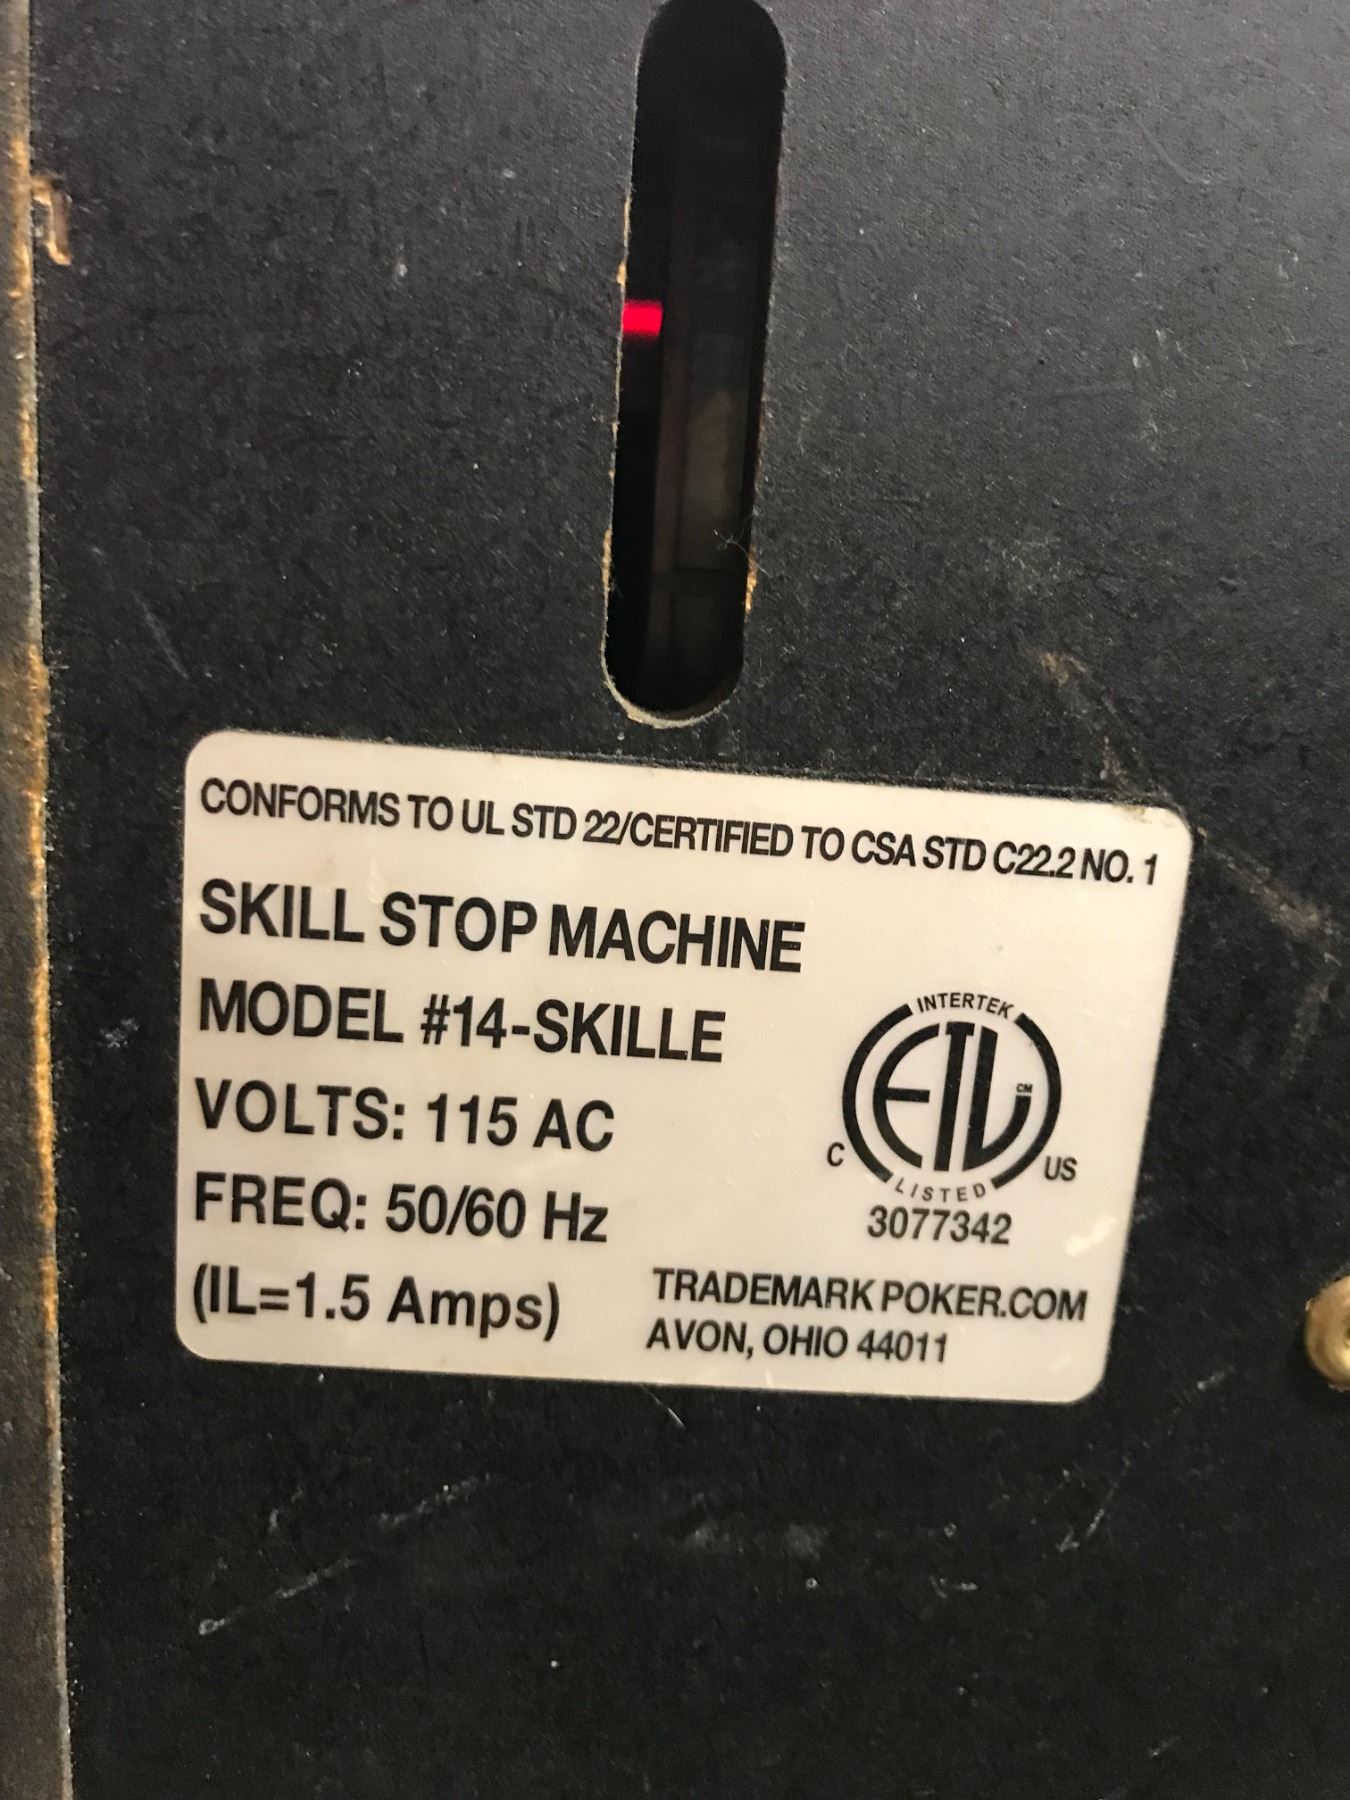 CONFORMS TO UL STD 22/CERTIFIED TO CSA STD C22.2 NO. 1
SKILL STOP MACHINE
MODEL #14-SKILLE
VOLTS: 115 AC
FREQ: 50/60 Hz
(IL=1.5 Amps)
INTERTEK
ETL CM
C US
LISTED
3077342
TRADEMARK POKER.COM
AVON, OHIO 44011